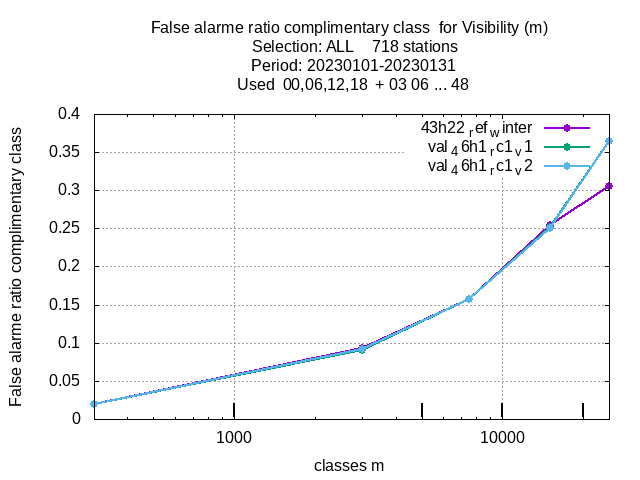 False alarme ratio complimentary class  for Visibility (m)
Selection: ALL    718 stations
Period: 20230101-20230131
Used  00,06,12,18  + 03 06 ... 48
False alarme ratio complimentary class
0.4
0.35
0.3
0.25
0.2
0.15
0.1
0.05
0
43h22_ref_winter
val_46h1_rc1_v1
val_46h1_rc1_v2
1000
10000
classes m